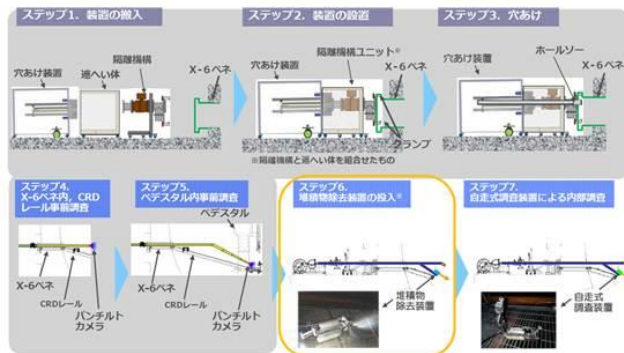 ステップ1. 装置の搬入
ステップ2. 装置の設置
ステップ3. 穴あけ
穴あけ装置
遮へい体
隔離機構
X-6ペネ
穴あけ装置
隔離機構ユニット※
X-6ペネ
クランプ
※隔離機構と遮へい体を組合せたもの
穴あけ装置
ホールソー
X-6ペネ
ステップ4.
X-6ペネ内，CRD
レール事前調査
X-6ペネ
CRDレール
パンチルト
カメラ
ステップ5.
ペデスタル内事前調査
ペデスタル
X-6ペネ
CRDレール
パンチルト
カメラ
ステップ6.
堆積物除去装置の投入※
堆積物
除去装置
ステップ7.
自走式調査装置による内部調査
自走式
調査装置